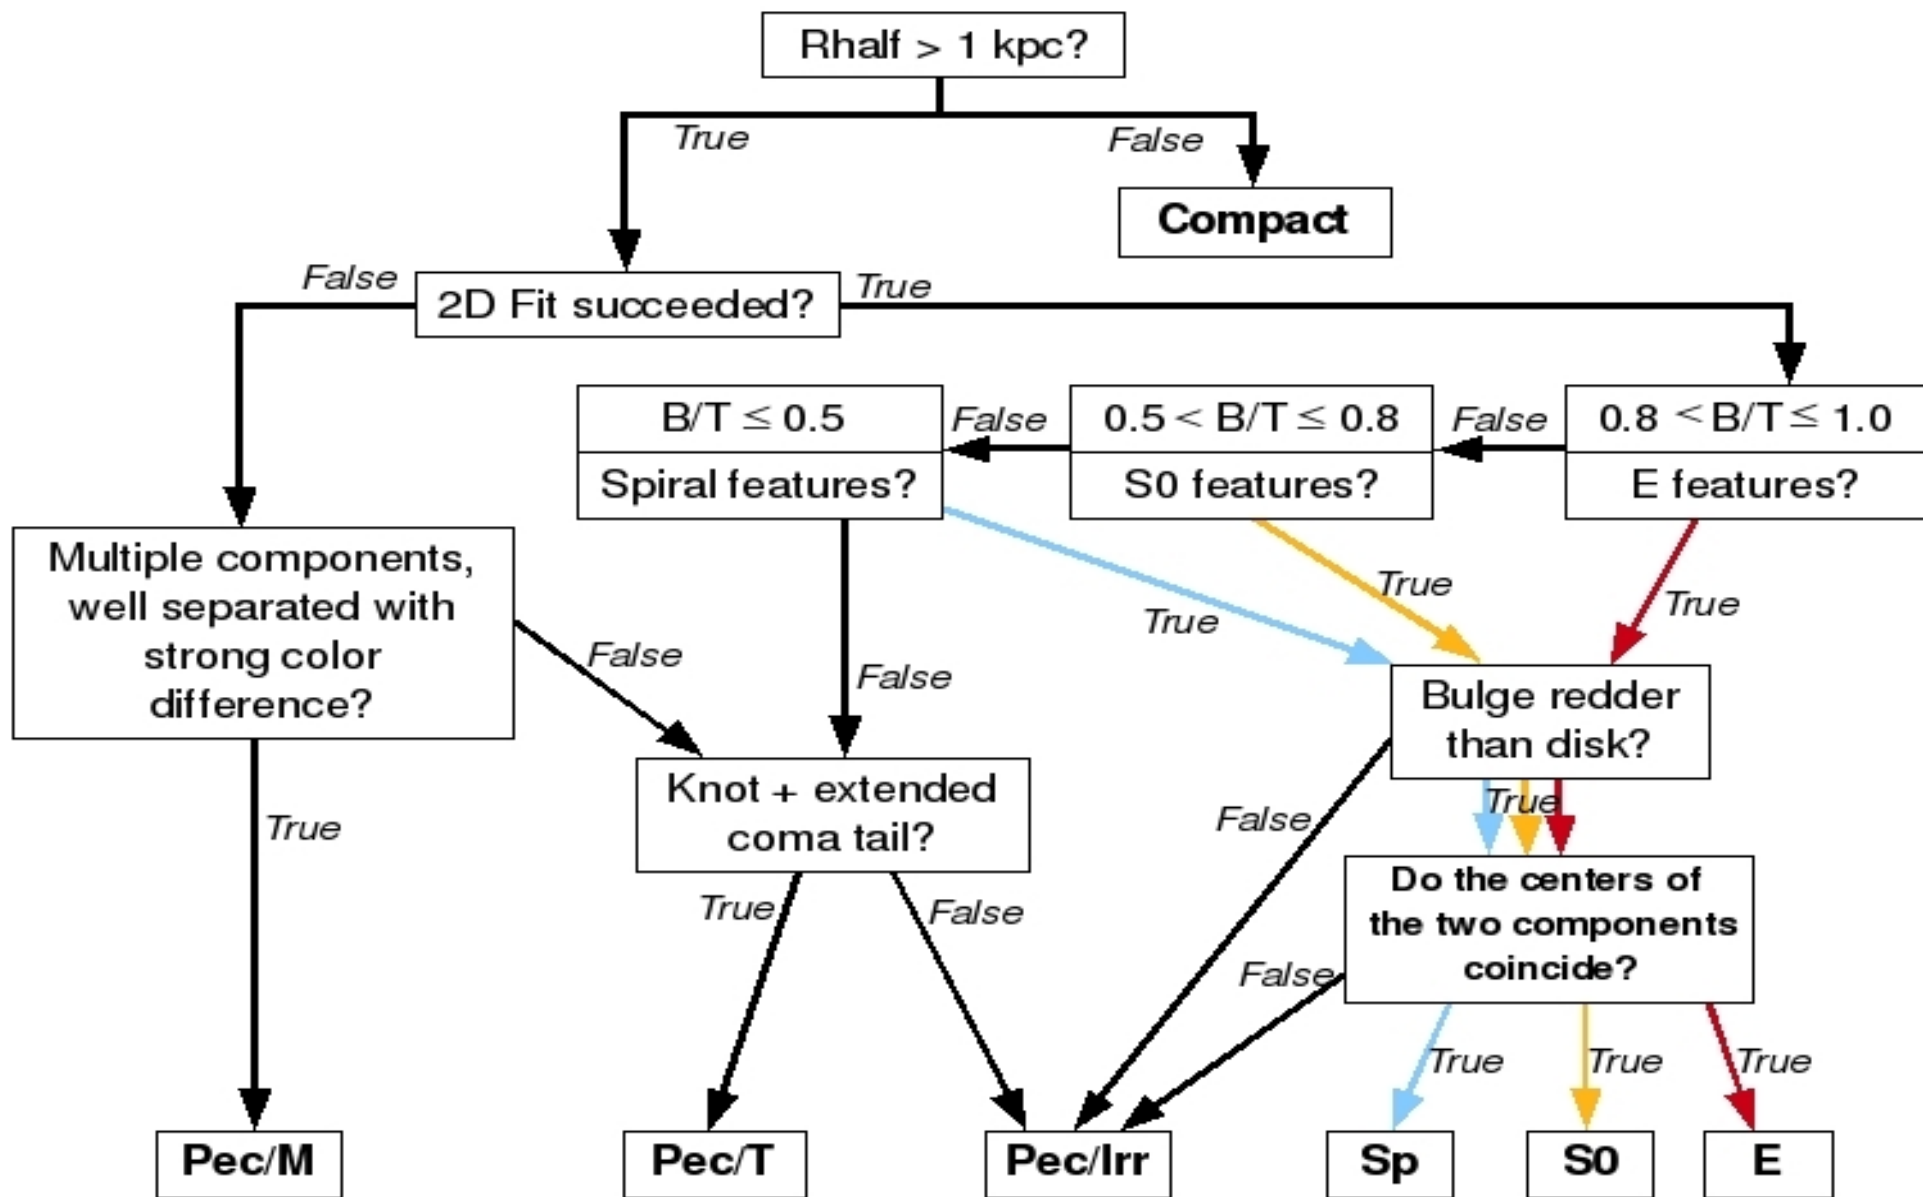 Rhalf > 1 kpc?
True
False
Compact
False
2D Fit succeeded?
True
B/T ≤ 0.5
Spiral features?
False
0.5 < B/T ≤ 0.8
S0 features?
False
0.8 < B/T ≤ 1.0
E features?
Multiple components,
well separated with
strong color
difference?
False
False
True
True
True
Bulge redder
than disk?
True
Knot + extended
coma tail?
False
True
Do the centers of
the two components
coincide?
True
False
False
True
True
True
Pec/M
Pec/T
Pec/Irr
Sp
S0
E